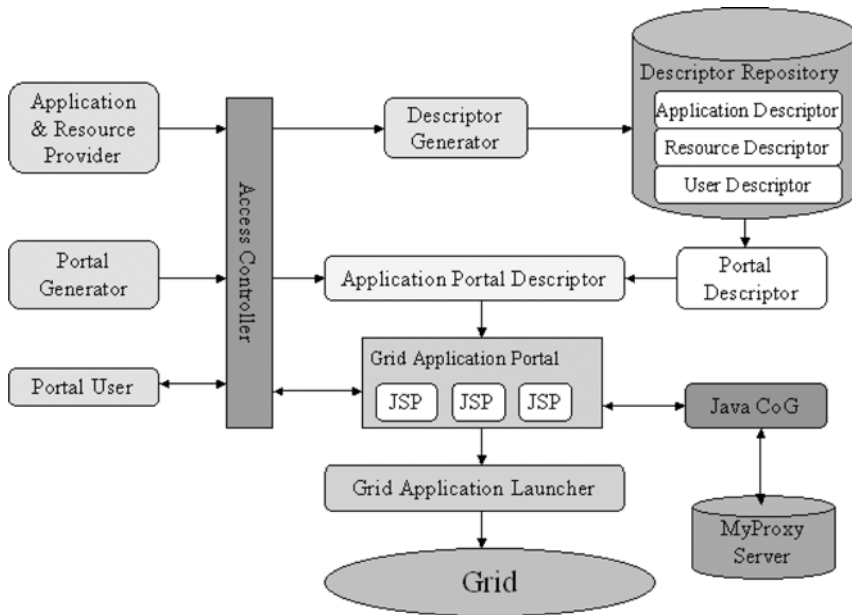 Application
& Resource
Provider
Access Controller
Descriptor
Generator
Descriptor Repository
Application Descriptor
Resource Descriptor
User Descriptor
Portal
Generator
Application Portal Descriptor
Portal
Descriptor
Portal User
Grid Application Portal
JSP
JSP
JSP
Java CoG
Grid Application Launcher
MyProxy
Server
Grid